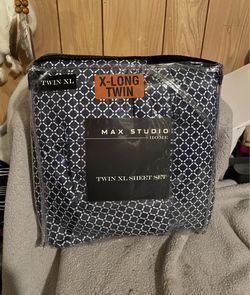 TWIN XL
X-LONG
TWIN
MAX STUDIO
HOME
TWIN XL SHEET SET